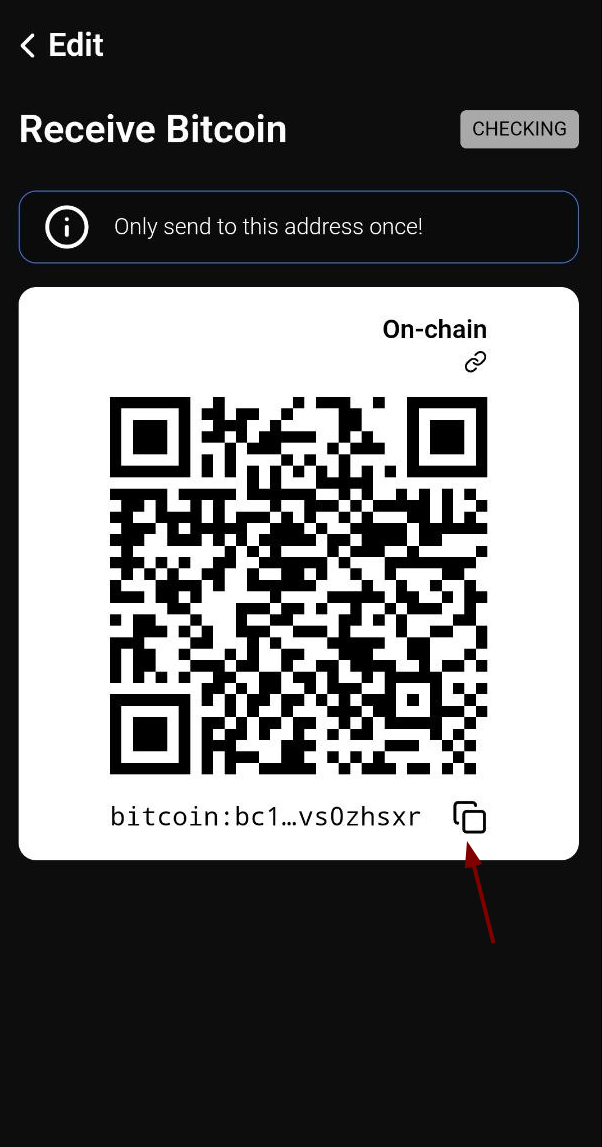 Edit
Receive Bitcoin
CHECKING
Only send to this address once!
On-chain
bitcoin:bc1…vs0zhsxr